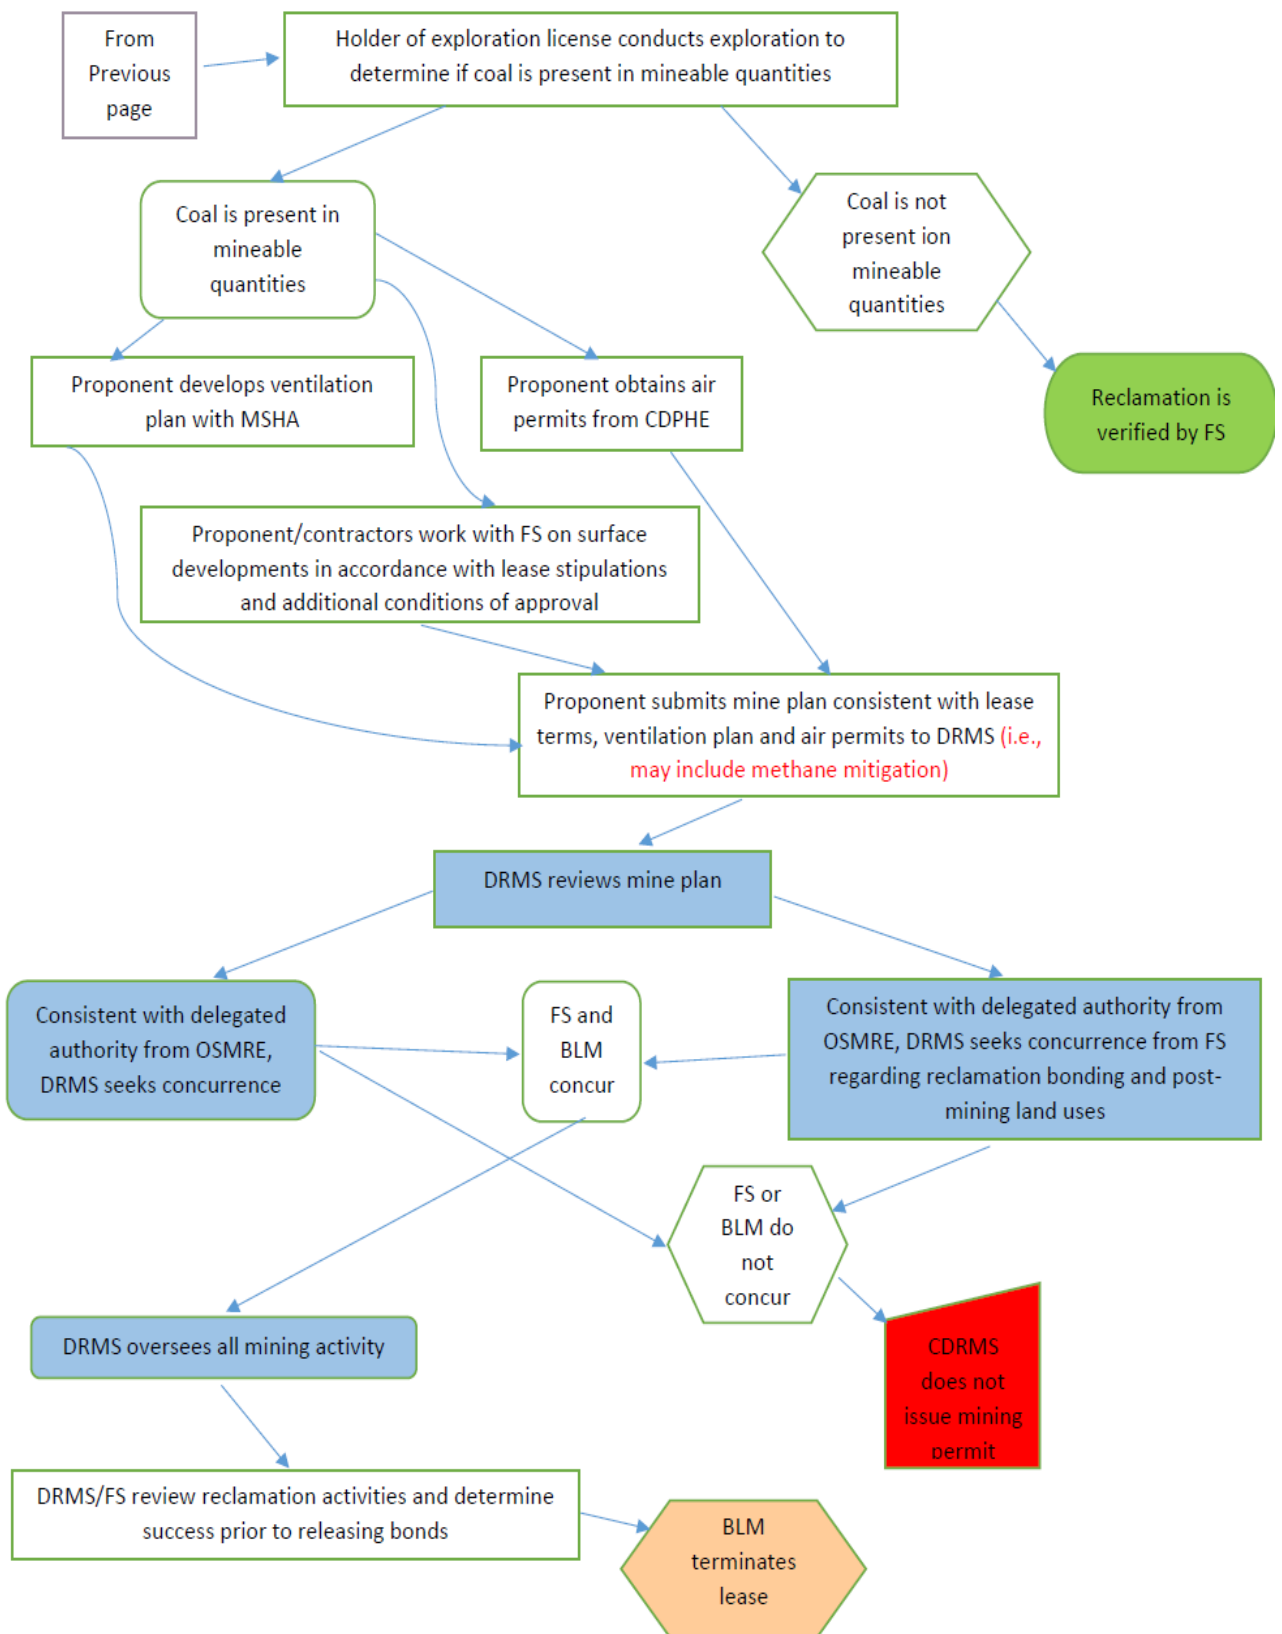 From
Previous
page
Holder of exploration license conducts exploration to
determine if coal is present in mineable quantities
Coal is present in
mineable
quantities
Coal is not
present ion
mineable
quantities
Proponent develops ventilation
plan with MSHA
Proponent obtains air
permits from CDPHE
Reclamation is
verified by FS
Proponent/contractors work with FS on surface
developments in accordance with lease stipulations
and additional conditions of approval
Proponent submits mine plan consistent with lease
terms, ventilation plan and air permits to DRMS (i.e.,
may include methane mitigation)
DRMS reviews mine plan
Consistent with delegated
authority from OSMRE,
DRMS seeks concurrence
FS and
BLM
concur
Consistent with delegated authority from
OSMRE, DRMS seeks concurrence from FS
regarding reclamation bonding and post-
mining land uses
FS or
BLM do
not
concur
DRMS oversees all mining activity
CDRMS
does not
issue mining
permit
DRMS/FS review reclamation activities and determine
success prior to releasing bonds
BLM
terminates
lease